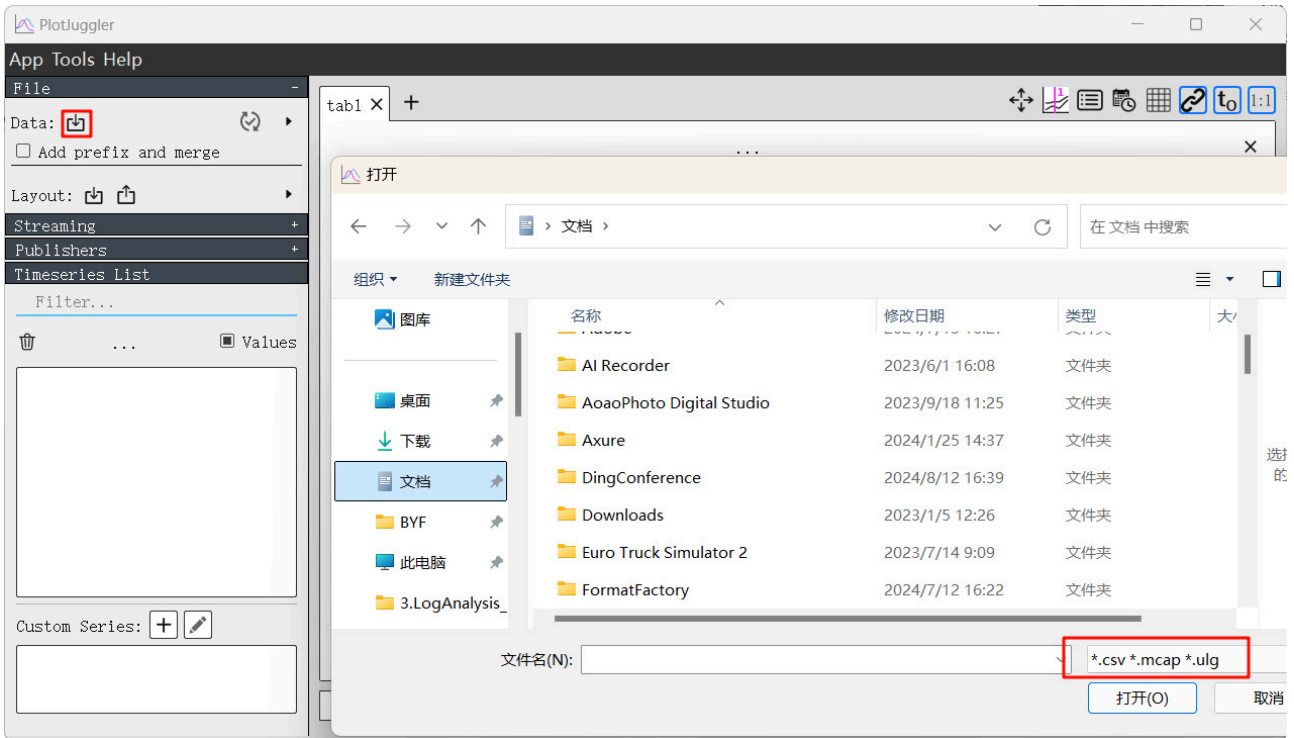 PlotJuggler
App Tools Help
File -
Data:
Add prefix and merge
Layout:
Streaming +
Publishers +
Timeseries List
Filter...
... Values
Custom Series: +
tab1 × +
t0 1:1
...
打开
文档
在 文档 中搜索
组织 新建文件夹
图库
桌面
下载
文档
BYF
此电脑
3.LogAnalysis_
名称 修改日期 类型
AI Recorder 2023/6/1 16:08 文件夹
AoaoPhoto Digital Studio 2023/9/18 11:25 文件夹
Axure 2024/1/25 14:37 文件夹
DingConference 2024/8/12 16:39 文件夹
Downloads 2023/1/5 12:26 文件夹
Euro Truck Simulator 2 2023/7/14 9:09 文件夹
FormatFactory 2024/7/12 16:22 文件夹
文件名(N): *.csv *.mcap *.ulg
打开(O) 取消